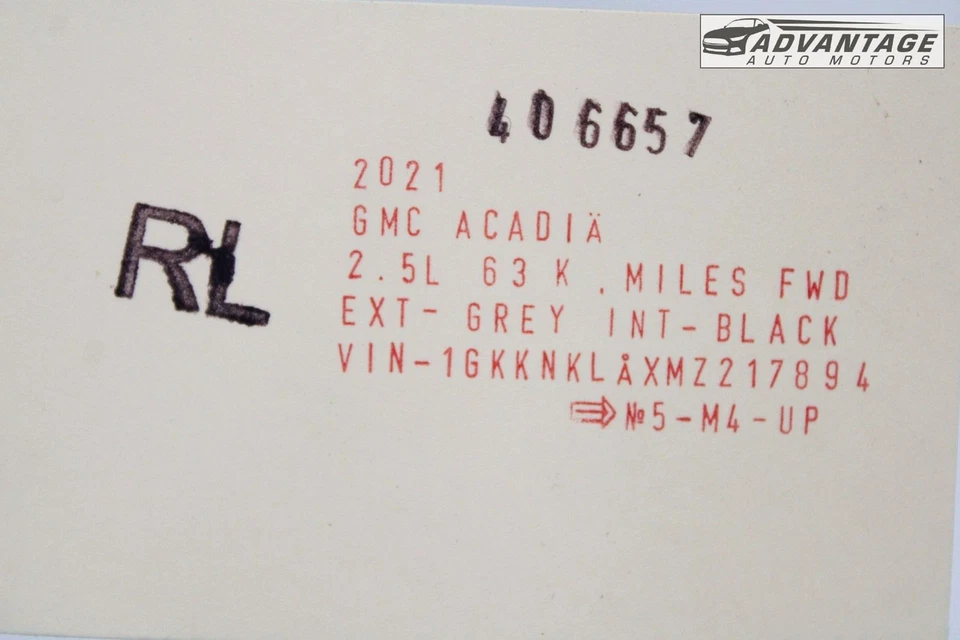 ADVANTAGE
AUTO MOTORS
406657
2021
GMC ACADIÄ
2.5L 63 K . MILES FWD
RL
EXT- GREY INT-BLACK
VIN-1GKKNKLÅXMZ217894
№5-M4-UP